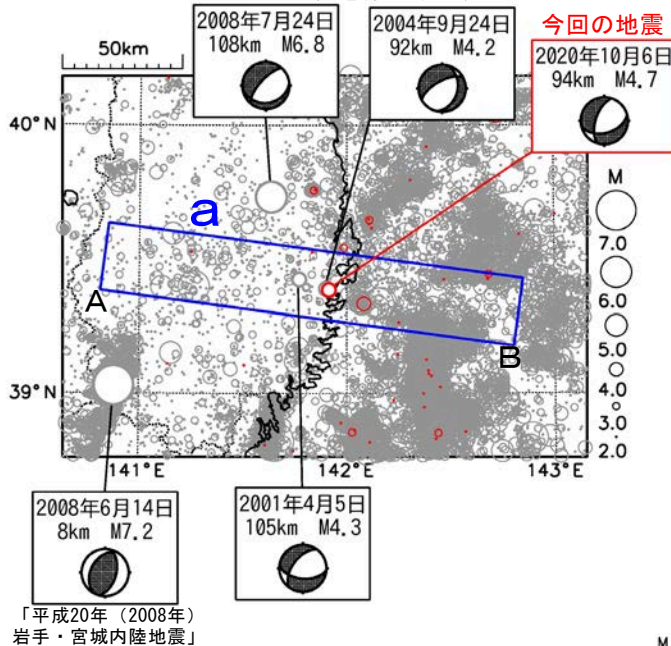 今回の地震
2008年7月24日
108km M6.8
2004年9月24日
92km M4.2
2020年10月6日
94km M4.7
50km
40°N
a
A
B
39°N
141°E
142°E
143°E
M
7.0
6.0
5.0
4.0
3.0
2.0
2008年6月14日
8km M7.2
2001年4月5日
105km M4.3
「平成20年（2008年）
岩手・宮城内陸地震」
M